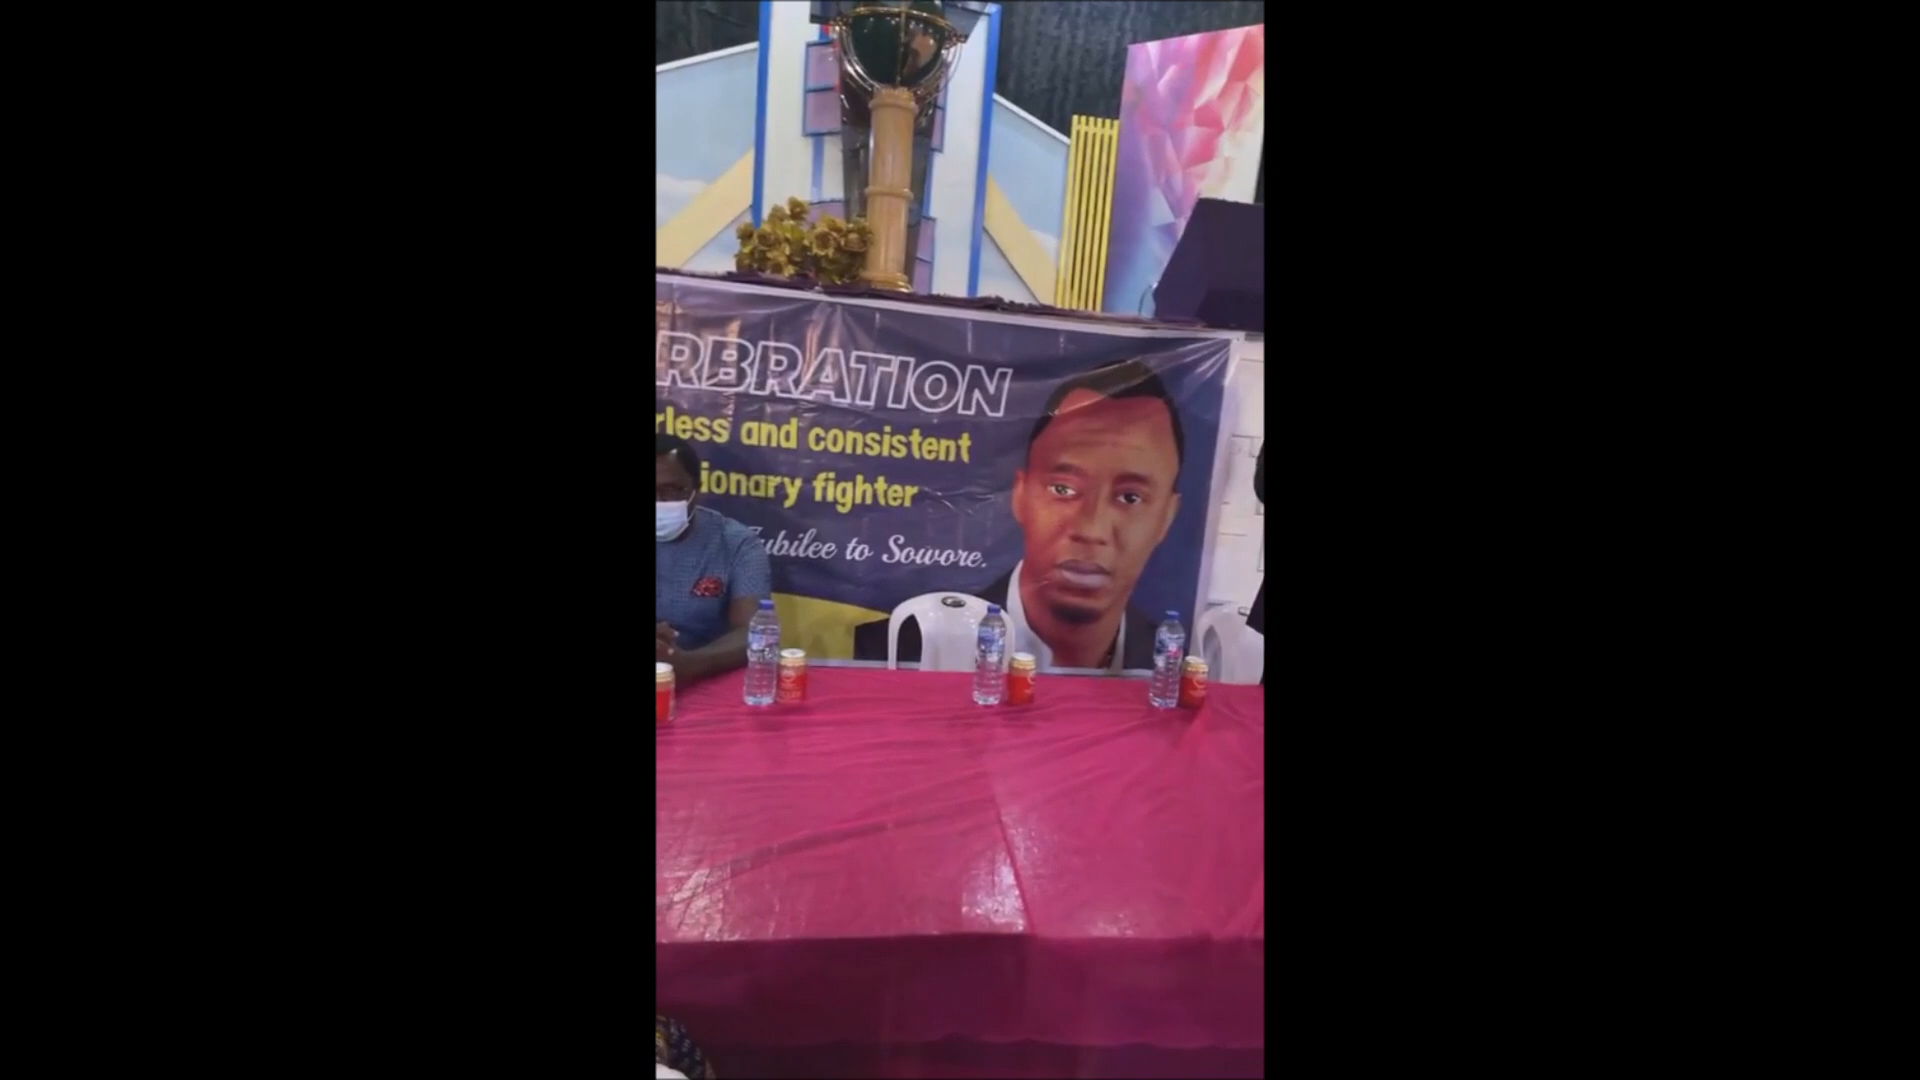 RBRATION
rless and consistent
ionary fighter
Jubilee to Sowore.